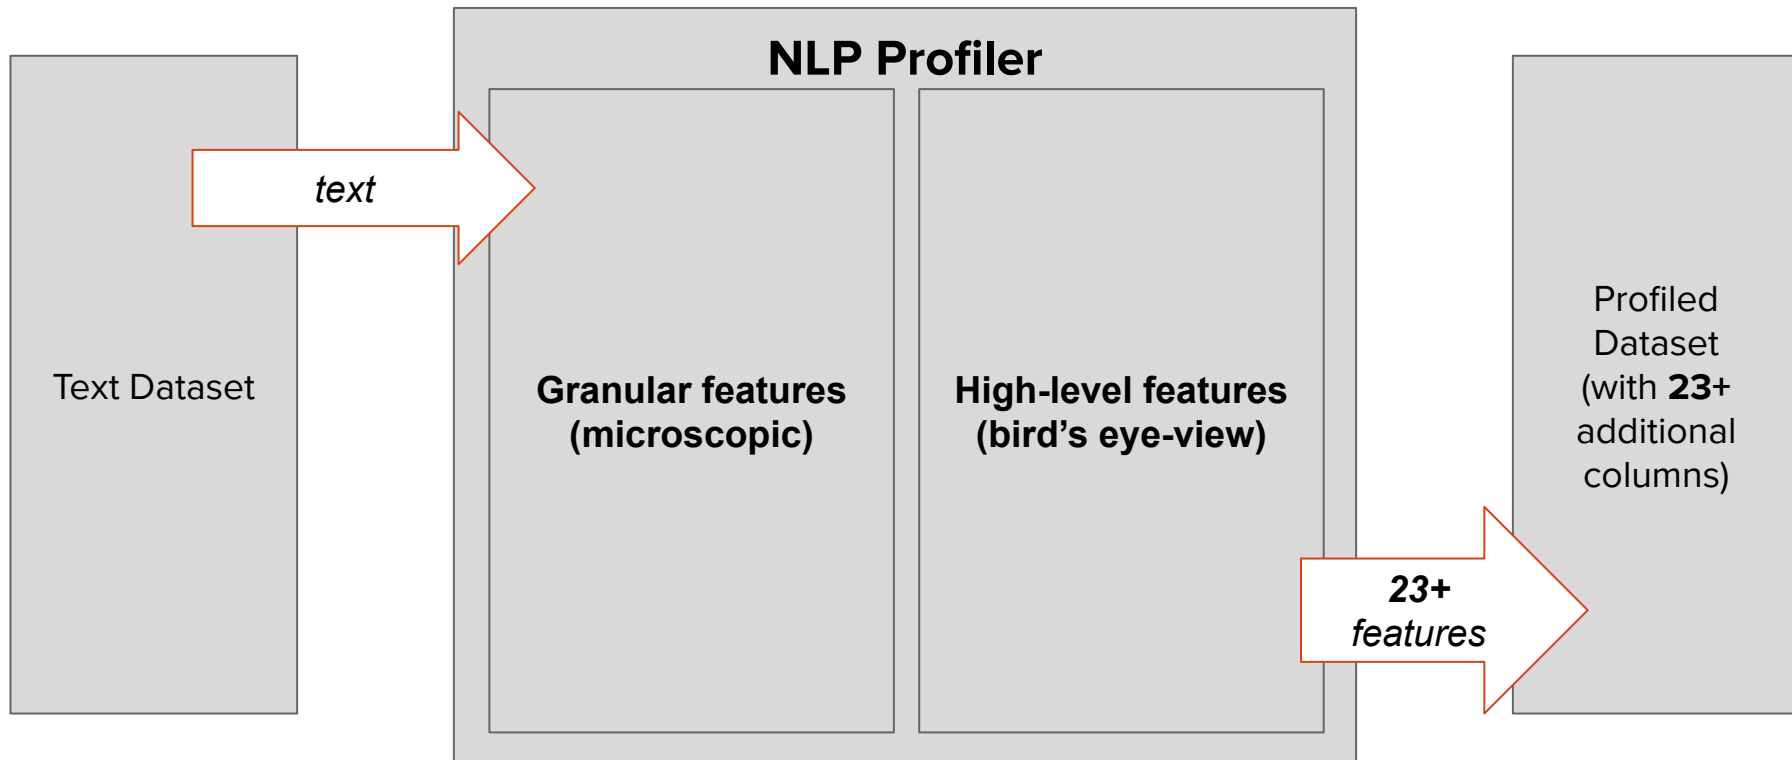 NLP Profiler
text
Text Dataset
Granular features
(microscopic)
High-level features
(bird’s eye-view)
23+
features
Profiled
Dataset
(with 23+
additional
columns)